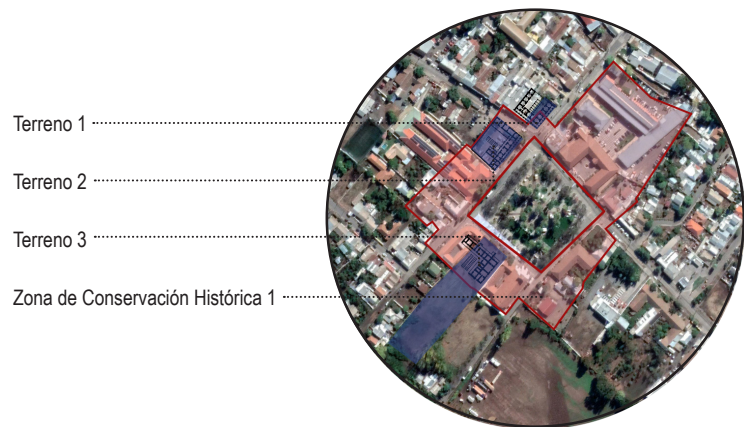 Terreno 1
Terreno 2
Terreno 3
Zona de Conservación Histórica 1